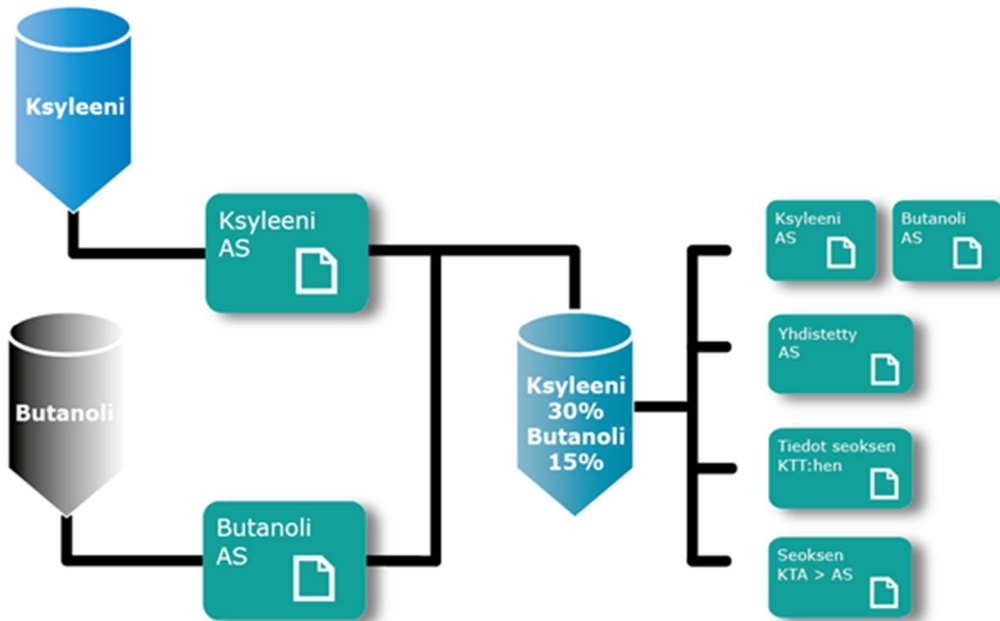 Ksyleeni
Ksyleeni
AS
Butanoli
Butanoli
AS
Ksyleeni
30%
Butanoli
15%
Ksyleeni
AS
Butanoli
AS
Yhdistetty
AS
Tiedot seoksen
KTT:hen
Seoksen
KTA > AS